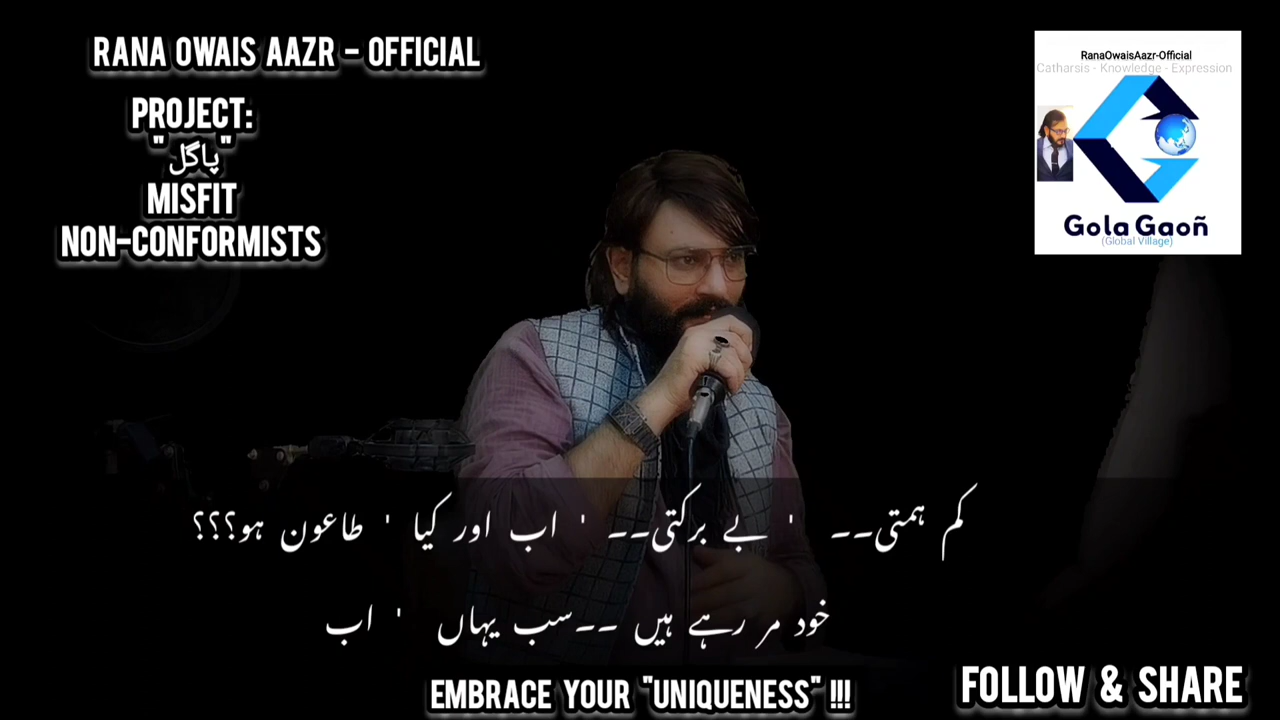 RANA OWAIS AAZR - OFFICIAL
PROJECT:
"پاگل"
MISFIT
NON-CONFORMISTS
RanaOwaisAazr-Official
Catharsis - Knowledge - Expression
Gola Gaoñ
(Global Village)
کم ہمتی-- ' بے برکتی-- ' اب اور کیا ' طاعون ہو؟؟؟
خود مر رہے ہیں --سب یہاں ' اب
EMBRACE YOUR "UNIQUENESS" !!!
FOLLOW & SHARE